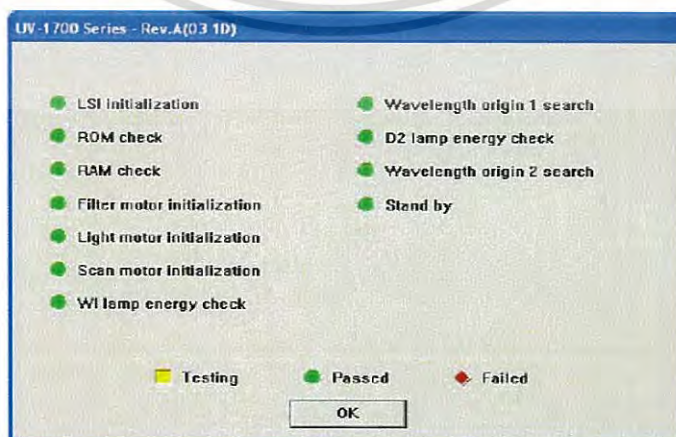 UV-1700 Series - Rev.A(03 1D)
LSI initialization
ROM check
RAM check
Filter motor initialization
Light motor initialization
Scan motor initialization
WI lamp energy check
Wavelength origin 1 search
D2 lamp energy check
Wavelength origin 2 search
Stand by
Testing Passed Failed
OK